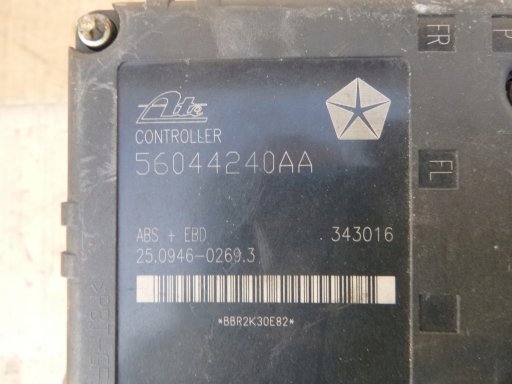 FR
P
Ate
CONTROLLER
56044240AA
FL
ABS + EBD 343016
25.0946-0269.3
*BBR2K30E82*